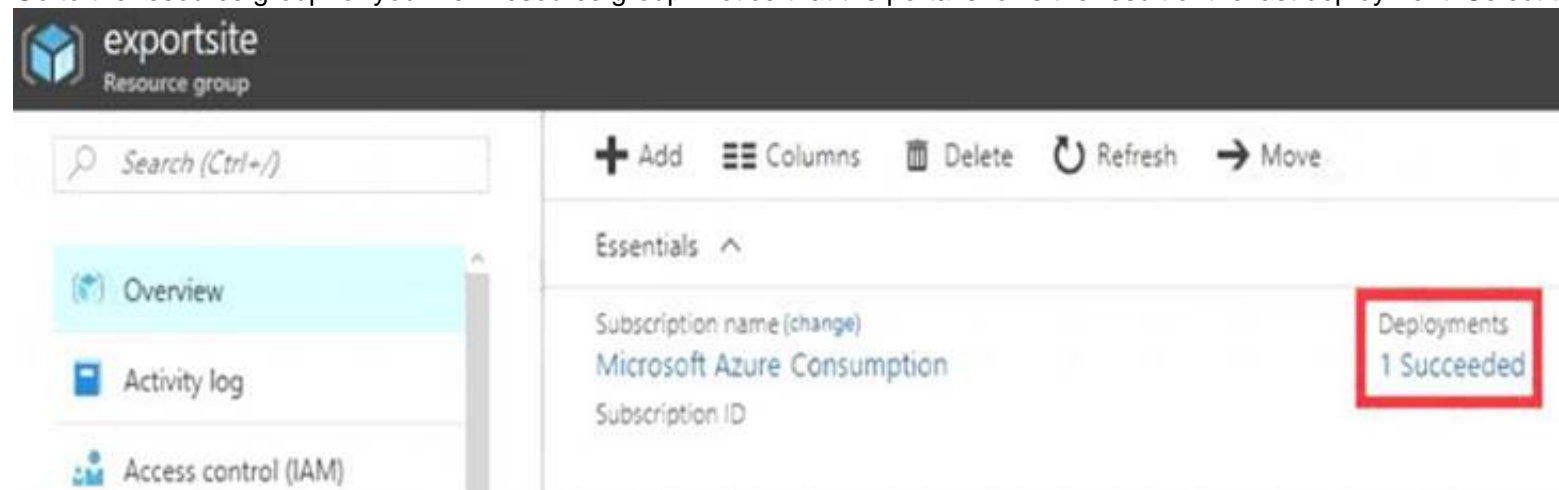 exportsite
Resource group
Search (Ctrl+/)
Add Columns Delete Refresh Move
Essentials
Overview
Subscription name (change)
Deployments
Microsoft Azure Consumption
1 Succeeded
Activity log
Subscription ID
Access control (IAM)